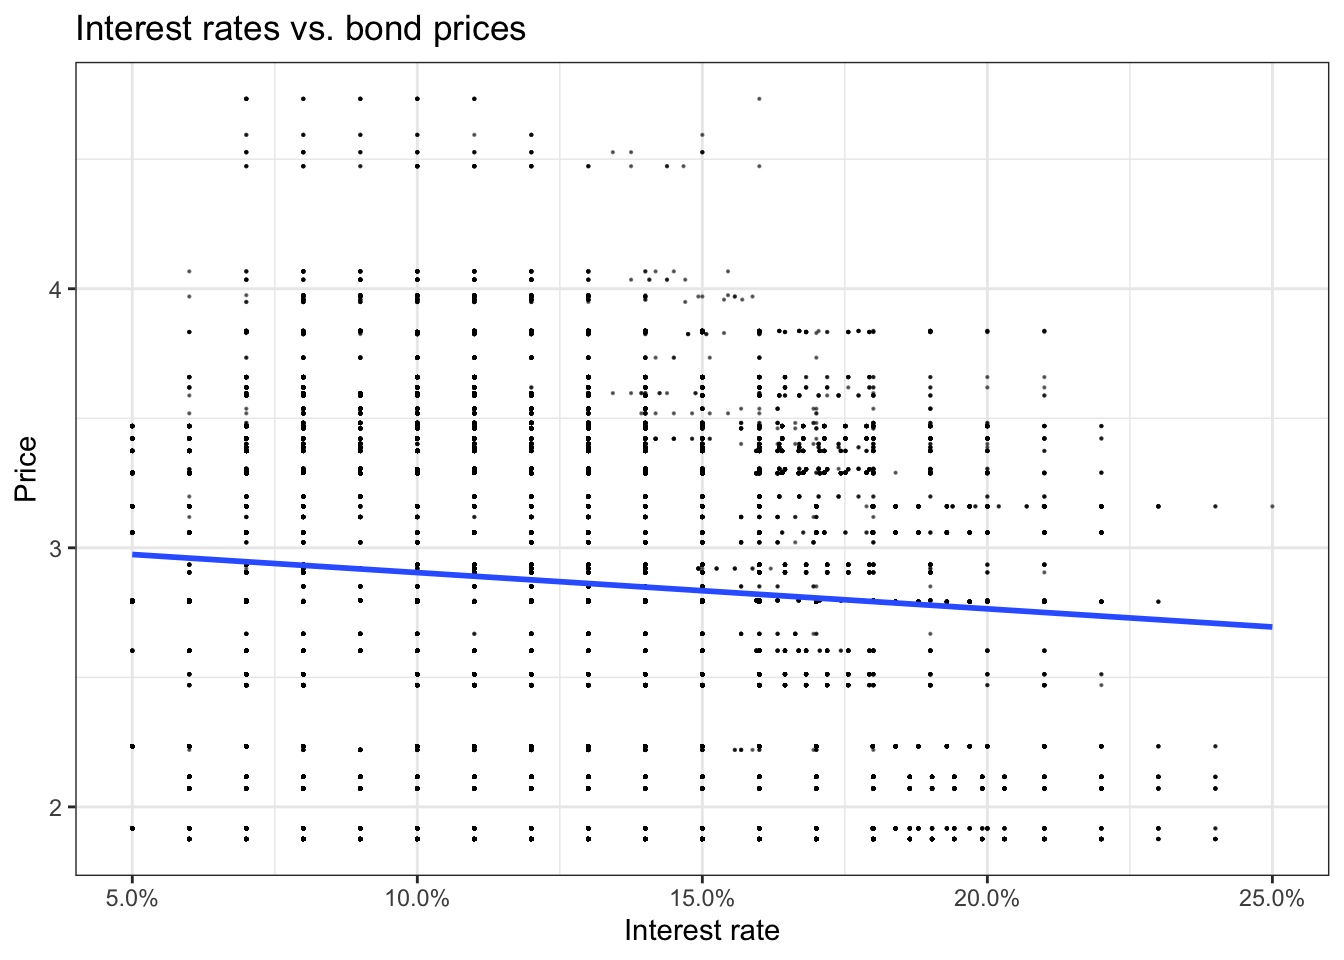 Interest rates vs. bond prices
4
3
2
Price
5.0%
10.0%
15.0%
20.0%
25.0%
Interest rate